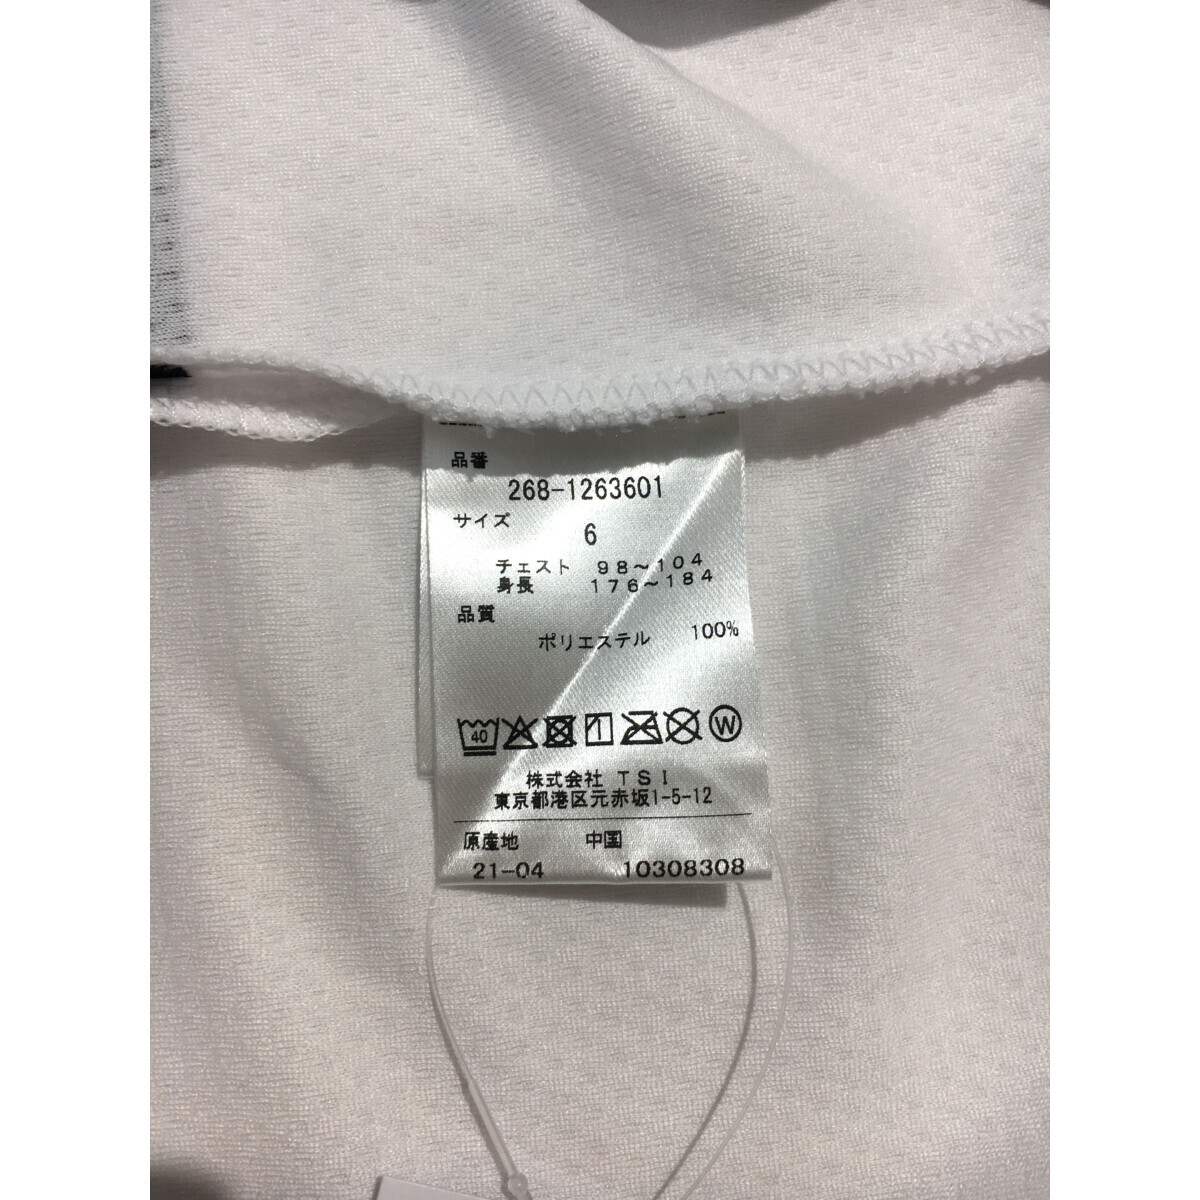 品番
268-1263601
サイズ
6
チェスト 98~104
身長 176~184
品質
ポリエステル 100%
40
W
株式会社 TSI
東京都港区元赤坂1-5-12
原産地 中国
21-04 10308308